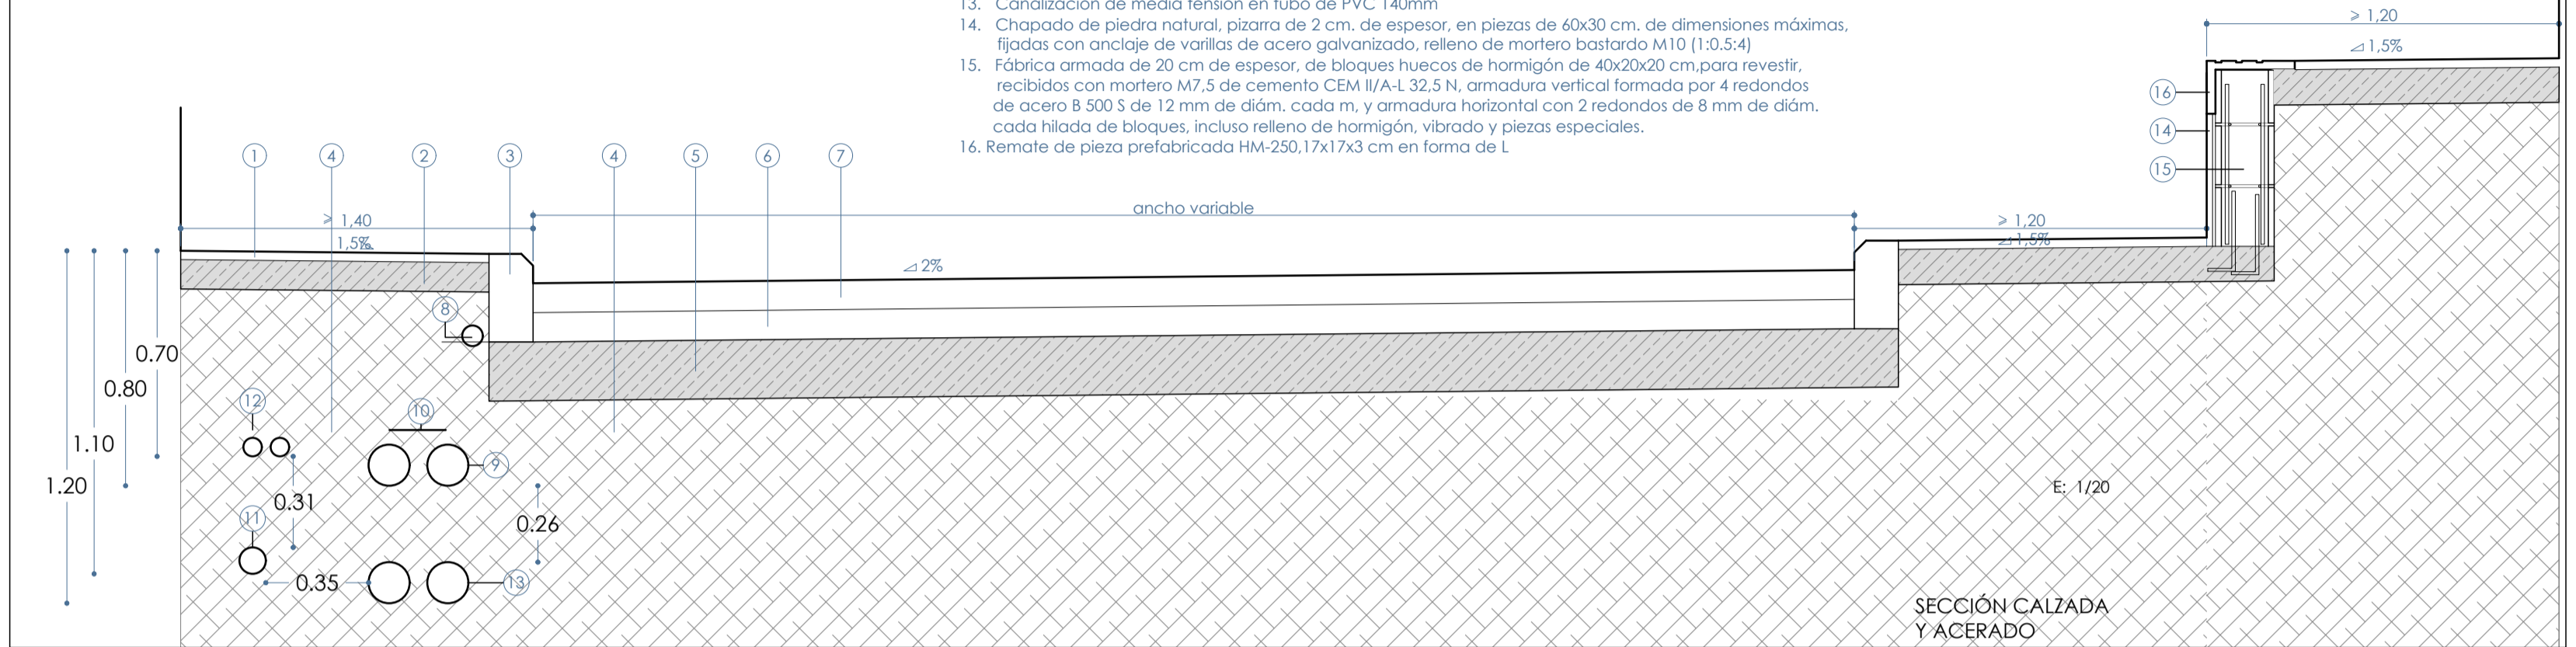 13. Canalización de media tensión en tubo de PVC 140mm
14. Chapado de piedra natural, pizarra de 2 cm. de espesor, en piezas de 60x30 cm. de dimensiones máximas,
fijadas con anclaje de varillas de acero galvanizado, relleno de mortero bastardo M10 (1:0.5:4)
15. Fábrica armada de 20 cm de espesor, de bloques huecos de hormigón de 40x20x20 cm,para revestir,
recibidos con mortero M7,5 de cemento CEM II/A-L 32,5 N, armadura vertical formada por 4 redondos
de acero B 500 S de 12 mm de diám. cada m, y armadura horizontal con 2 redondos de 8 mm de diám.
cada hilada de bloques, incluso relleno de hormigón, vibrado y piezas especiales.
16. Remate de pieza prefabricada HM-250,17x17x3 cm en forma de L
⩾ 1,20
⊿ 1,5%
16
14
15
1
4
2
3
4
5
6
7
⩾ 1,40
1,5%
ancho variable
⊿ 2%
⩾ 1,20
⊿ 1,5%
8
0.70
0.80
1.10
1.20
12
10
9
0.31
11
0.26
0.35
13
E: 1/20
SECCIÓN CALZADA
Y ACERADO